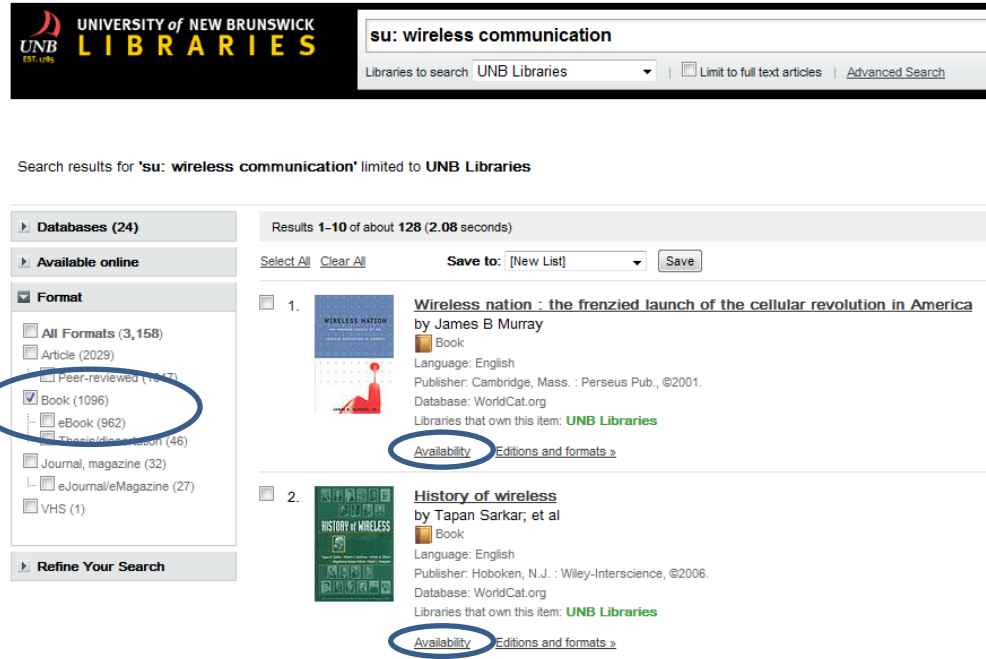 UNIVERSITY of NEW BRUNSWICK
LIBRARIES
UNB
EST. 1785
su: wireless communication
Libraries to search UNB Libraries | Limit to full text articles | Advanced Search
Search results for 'su: wireless communication' limited to UNB Libraries
Databases (24)
Available online
Format
All Formats (3,158)
Article (2029)
Peer-reviewed (1047)
Book (1096)
eBook (962)
Thesis/dissertation (46)
Journal, magazine (32)
eJournal/eMagazine (27)
VHS (1)
Refine Your Search
Results 1-10 of about 128 (2.08 seconds)
Select All Clear All Save to: [New List] Save
1.
WIRELESS NATION
Wireless nation : the frenzied launch of the cellular revolution in America
by James B Murray
Book
Language: English
Publisher: Cambridge, Mass. : Perseus Pub., ©2001.
Database: WorldCat.org
Libraries that own this item: UNB Libraries
Availability Editions and formats »
2.
HISTORY of WIRELESS
History of wireless
by Tapan Sarkar; et al
Book
Language: English
Publisher: Hoboken, N.J. : Wiley-Interscience, ©2006.
Database: WorldCat.org
Libraries that own this item: UNB Libraries
Availability Editions and formats »